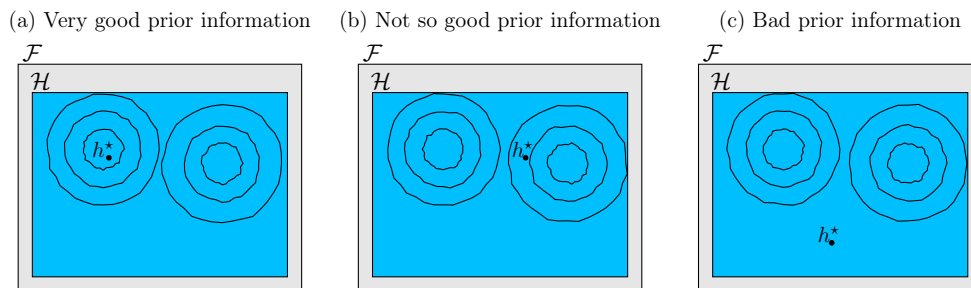 (a) Very good prior information
(b) Not so good prior information
(c) Bad prior information
ℱ
ℱ
ℱ
ℋ
ℋ
ℋ
h⋆
h⋆
h⋆